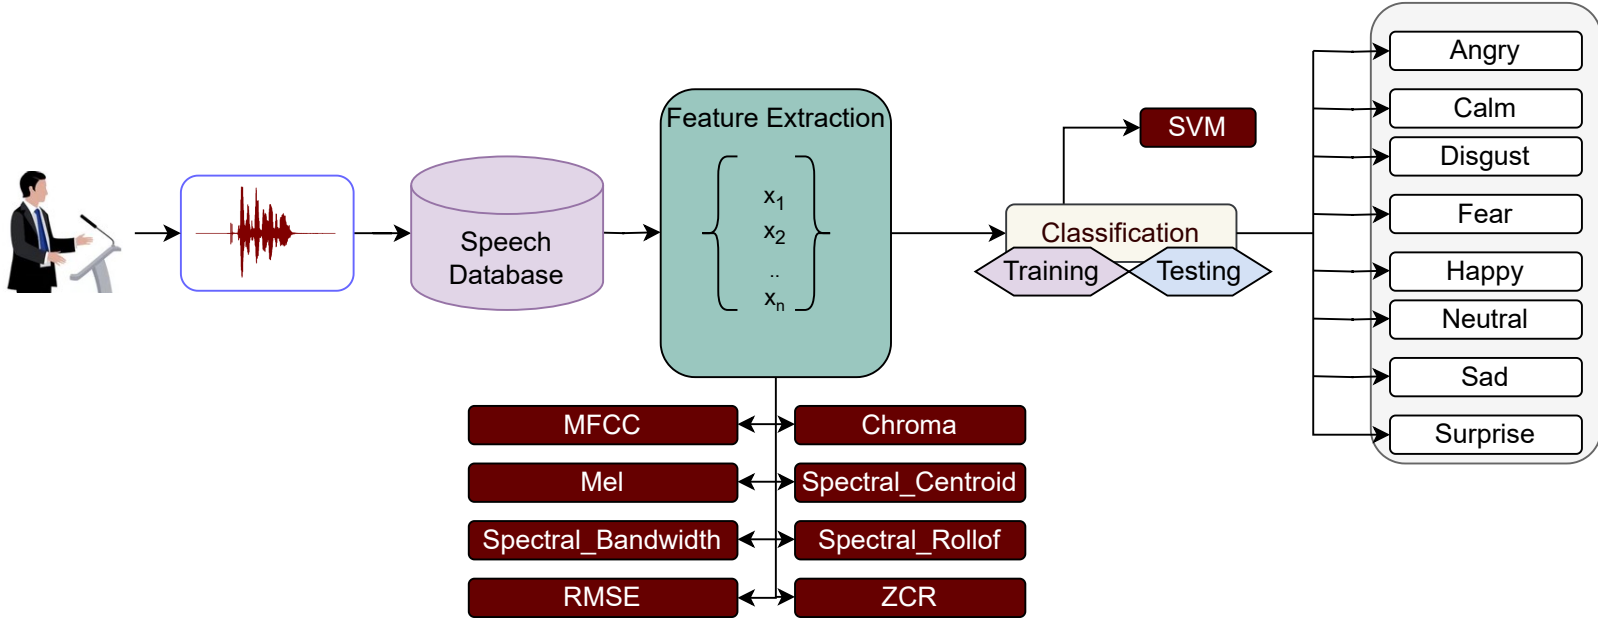 Speech
Database
Feature Extraction
x1
x2
..
xn
MFCC
Chroma
Mel
Spectral_Centroid
Spectral_Bandwidth
Spectral_Rollof
RMSE
ZCR
SVM
Classification
Training
Testing
Angry
Calm
Disgust
Fear
Happy
Neutral
Sad
Surprise